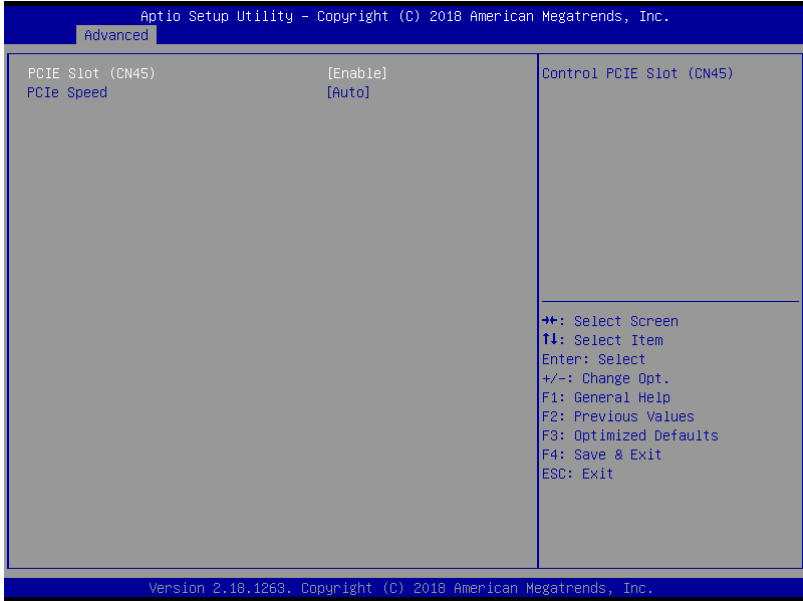 Aptio Setup Utility – Copyright (C) 2018 American Megatrends, Inc.
Advanced
PCIE Slot (CN45) [Enable]
PCIe Speed [Auto]
Control PCIE Slot (CN45)
→←: Select Screen
↑↓: Select Item
Enter: Select
+/-: Change Opt.
F1: General Help
F2: Previous Values
F3: Optimized Defaults
F4: Save & Exit
ESC: Exit
Version 2.18.1263. Copyright (C) 2018 American Megatrends, Inc.